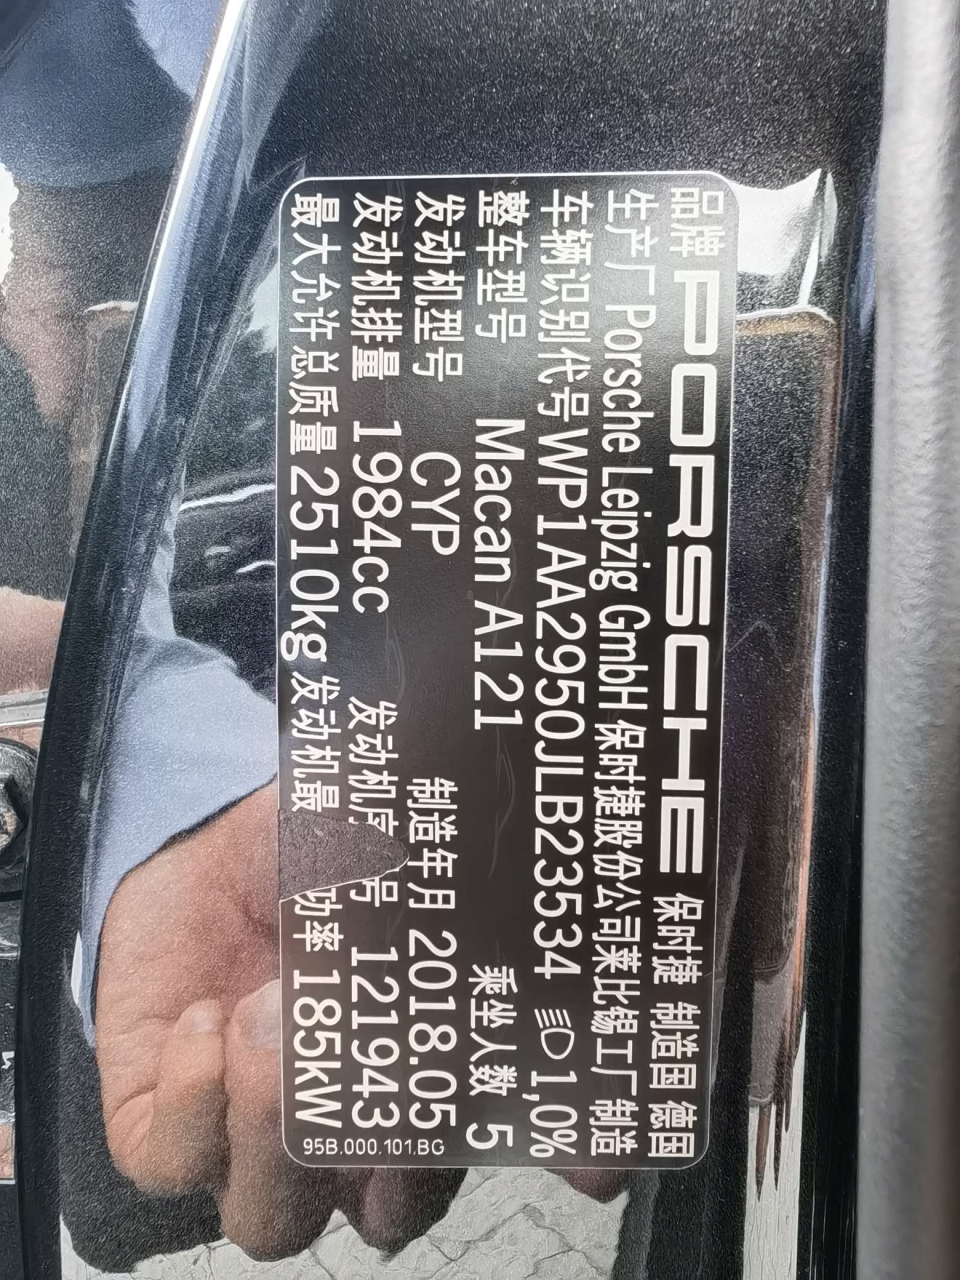 品牌 PORSCHE 保时捷 制造国 德国
生产厂 Porsche Leipzig GmbH 保时捷股份公司莱比锡工厂制造
车辆识别代号 WP1AA2950JLB23534 1,0%
整车型号 Macan A121 乘坐人数 5
发动机型号 CYP 制造年月 2018.05
发动机排量 1984cc 发动机 号 121943
最大允许总质量 2510kg 发动机最 功率 185kW
95B.000.101.BG